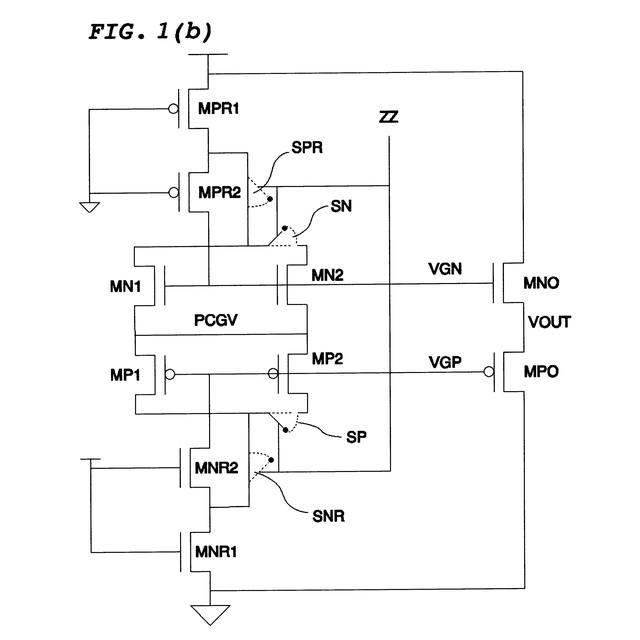 FIG. 1(b)
MPR1
ZZ
SPR
MPR2
SN
MN1
MN2
VGN
MNO
PCGV
VOUT
MP1
MP2
VGP
MPO
SP
MNR2
SNR
MNR1